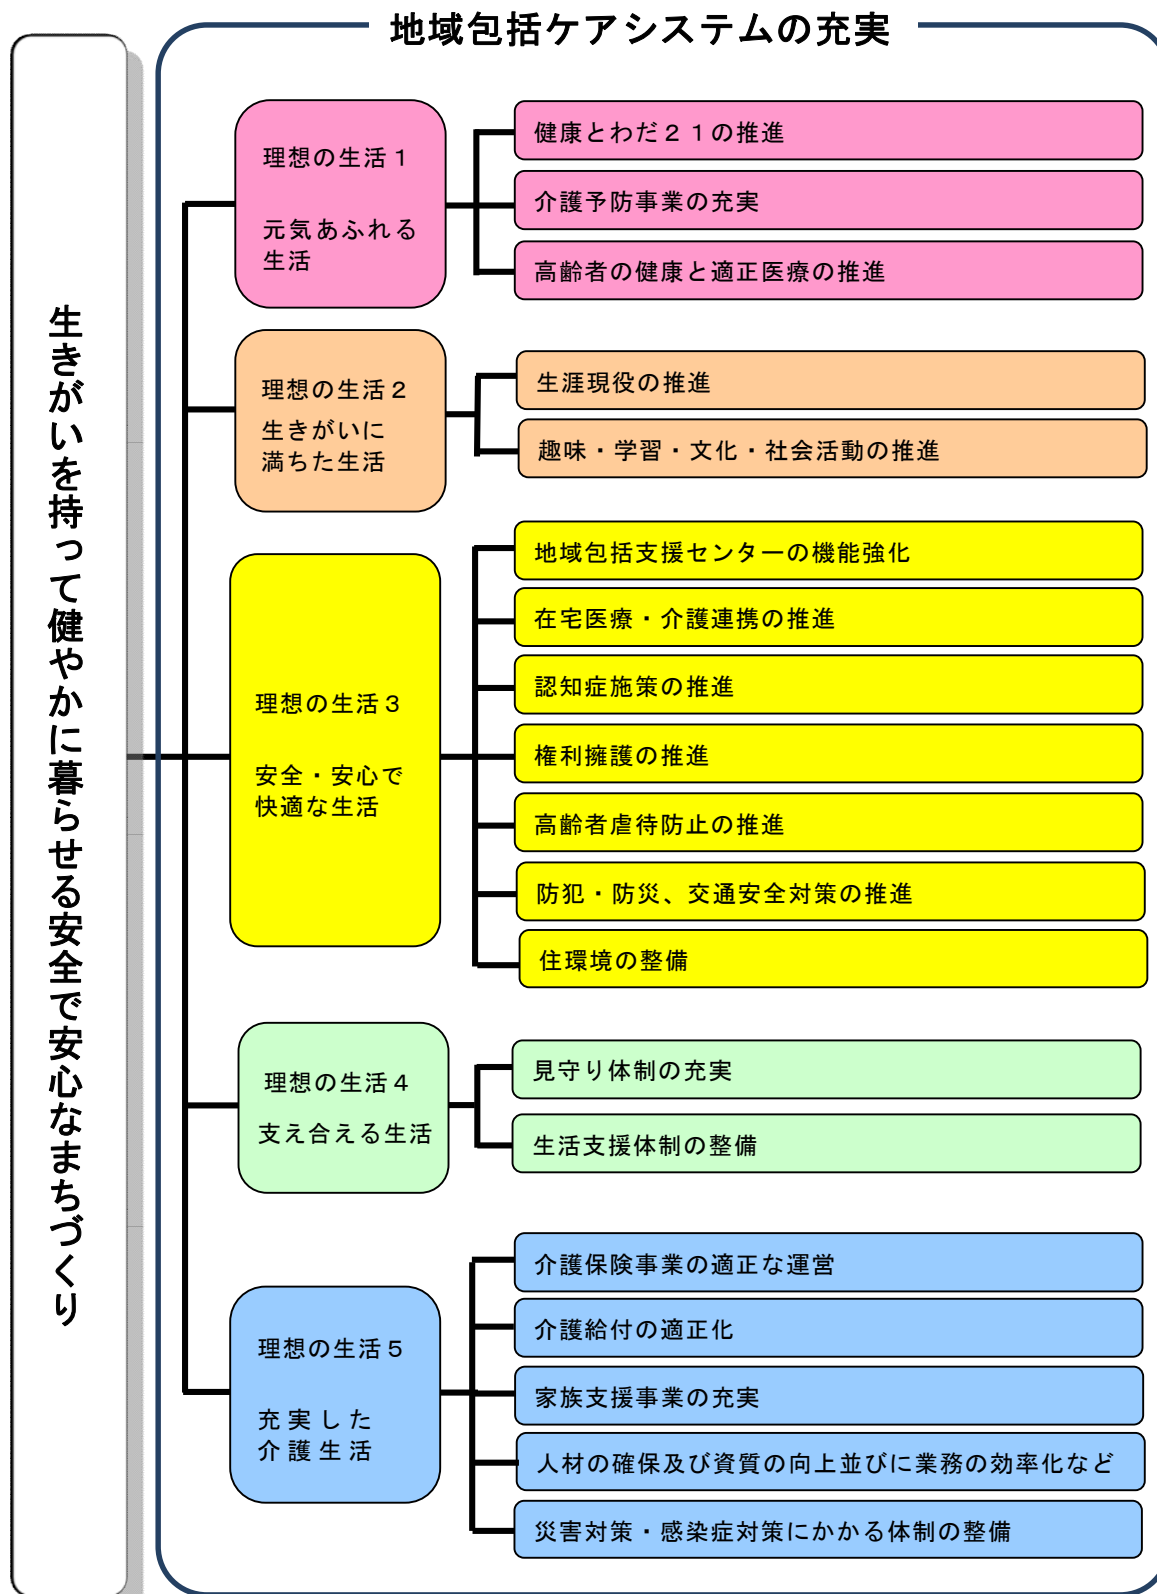 地域包括ケアシステムの充実
生きがいを持って健やかに暮らせる安全で安心なまちづくり
理想の生活１
元気あふれる
生活
健康とわだ２１の推進
介護予防事業の充実
高齢者の健康と適正医療の推進
理想の生活２
生きがいに
満ちた生活
生涯現役の推進
趣味・学習・文化・社会活動の推進
理想の生活３
安全・安心で
快適な生活
地域包括支援センターの機能強化
在宅医療・介護連携の推進
認知症施策の推進
権利擁護の推進
高齢者虐待防止の推進
防犯・防災、交通安全対策の推進
住環境の整備
理想の生活４
支え合える生活
見守り体制の充実
生活支援体制の整備
理想の生活５
充実した
介護生活
介護保険事業の適正な運営
介護給付の適正化
家族支援事業の充実
人材の確保及び資質の向上並びに業務の効率化など
災害対策・感染症対策にかかる体制の整備